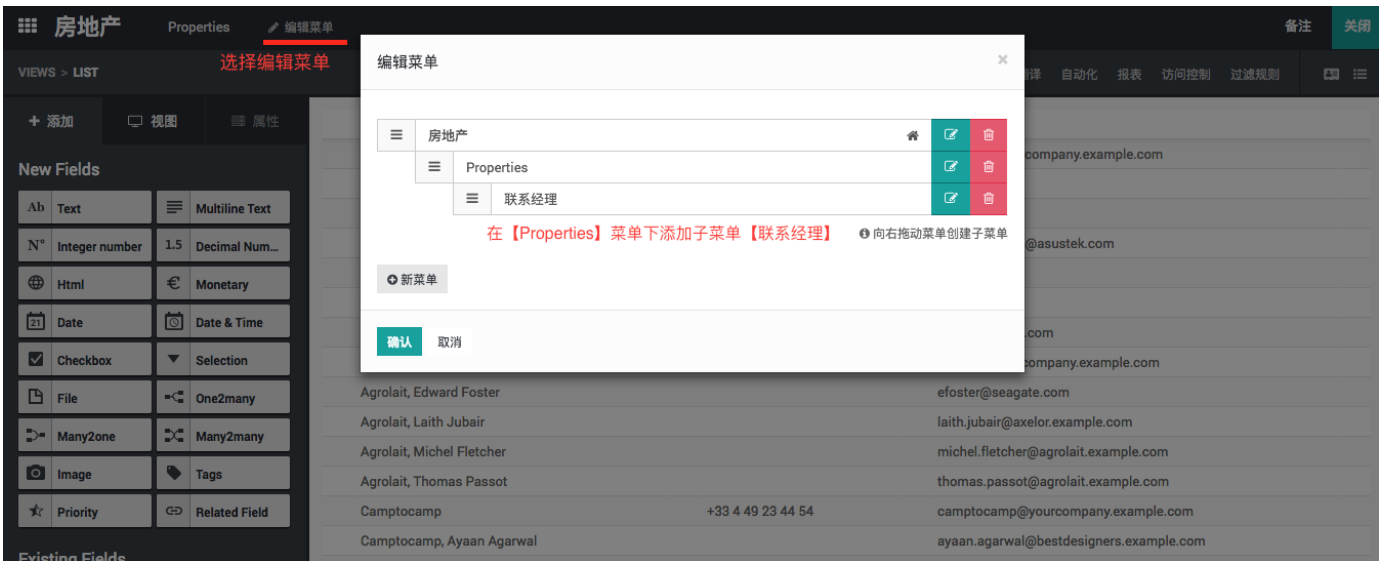 房地产 Properties 编辑菜单 备注 关闭
选择编辑菜单
VIEWS > LIST 翻译 自动化 报表 访问控制 过滤规则
添加 视图 属性
New Fields
Ab Text Multiline Text
N° Integer number 1.5 Decimal Num...
Html € Monetary
21 Date Date & Time
Checkbox Selection
File One2many
Many2one Many2many
Image Tags
Priority Related Field
Existing Fields
编辑菜单 ×
房地产
Properties
联系经理
在【Properties】菜单下添加子菜单【联系经理】 向右拖动菜单创建子菜单
新菜单
确认 取消
company.example.com
@asustek.com
.com
company.example.com
Agrolait, Edward Foster efoster@seagate.com
Agrolait, Laith Jubair laith.jubair@axelor.example.com
Agrolait, Michel Fletcher michel.fletcher@agrolait.example.com
Agrolait, Thomas Passot thomas.passot@agrolait.example.com
Camptocamp +33 4 49 23 44 54 camptocamp@yourcompany.example.com
Camptocamp, Ayaan Agarwal ayaan.agarwal@bestdesigners.example.com